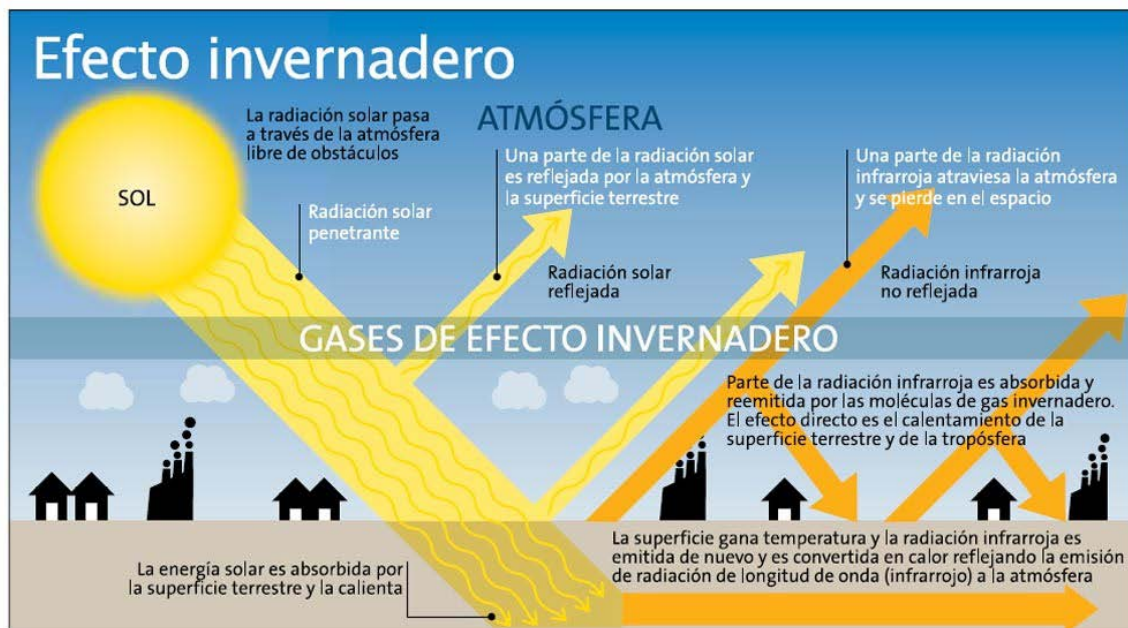 Efecto invernadero
SOL
La radiación solar pasa
a través de la atmósfera
libre de obstáculos
Radiación solar
penetrante
ATMÓSFERA
Una parte de la radiación solar
es reflejada por la atmósfera y
la superficie terrestre
Radiación solar
reflejada
Una parte de la radiación
infrarroja atraviesa la atmósfera
y se pierde en el espacio
Radiación infrarroja
no reflejada
GASES DE EFECTO INVERNADERO
Parte de la radiación infrarroja es absorbida y
reemitida por las moléculas de gas invernadero.
El efecto directo es el calentamiento de la
superficie terrestre y de la tropósfera
La energía solar es absorbida por
la superficie terrestre y la calienta
La superficie gana temperatura y la radiación infrarroja es
emitida de nuevo y es convertida en calor reflejando la emisión
de radiación de longitud de onda (infrarrojo) a la atmósfera